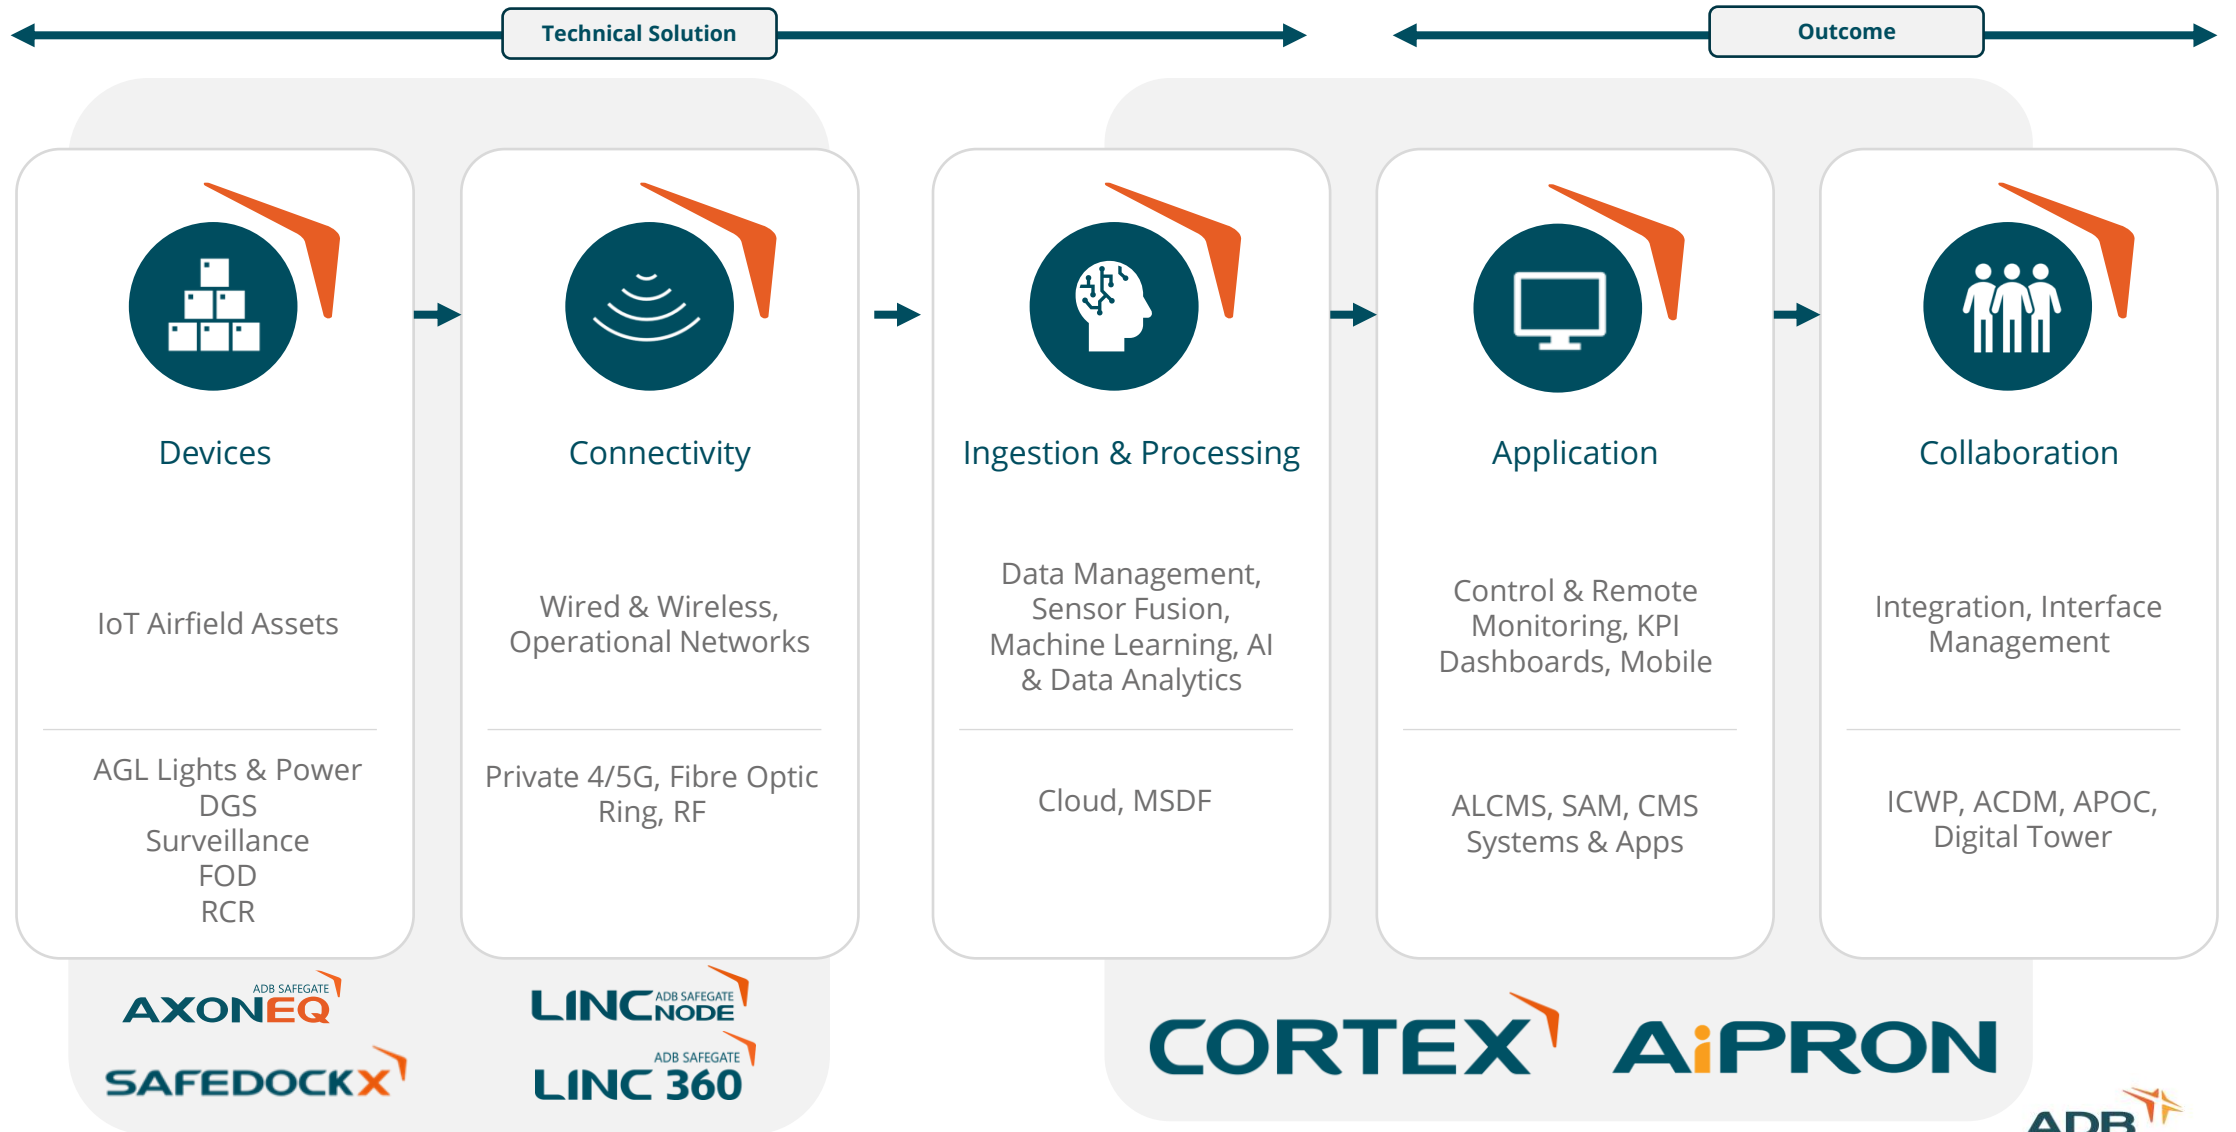 Technical Solution
Outcome
Devices
IoT Airfield Assets
AGL Lights & Power
DGS
Surveillance
FOD
RCR
Connectivity
Wired & Wireless,
Operational Networks
Private 4/5G, Fibre Optic
Ring, RF
Ingestion & Processing
Data Management,
Sensor Fusion,
Machine Learning, AI
& Data Analytics
Cloud, MSDF
Application
Control & Remote
Monitoring, KPI
Dashboards, Mobile
ALCMS, SAM, CMS
Systems & Apps
Collaboration
Integration, Interface
Management
ICWP, ACDM, APOC,
Digital Tower
ADB SAFEGATE
AXONEQ
SAFEDOCKX
ADB SAFEGATE
LINC NODE
ADB SAFEGATE
LINC 360
CORTEX
AiPRON
ADB